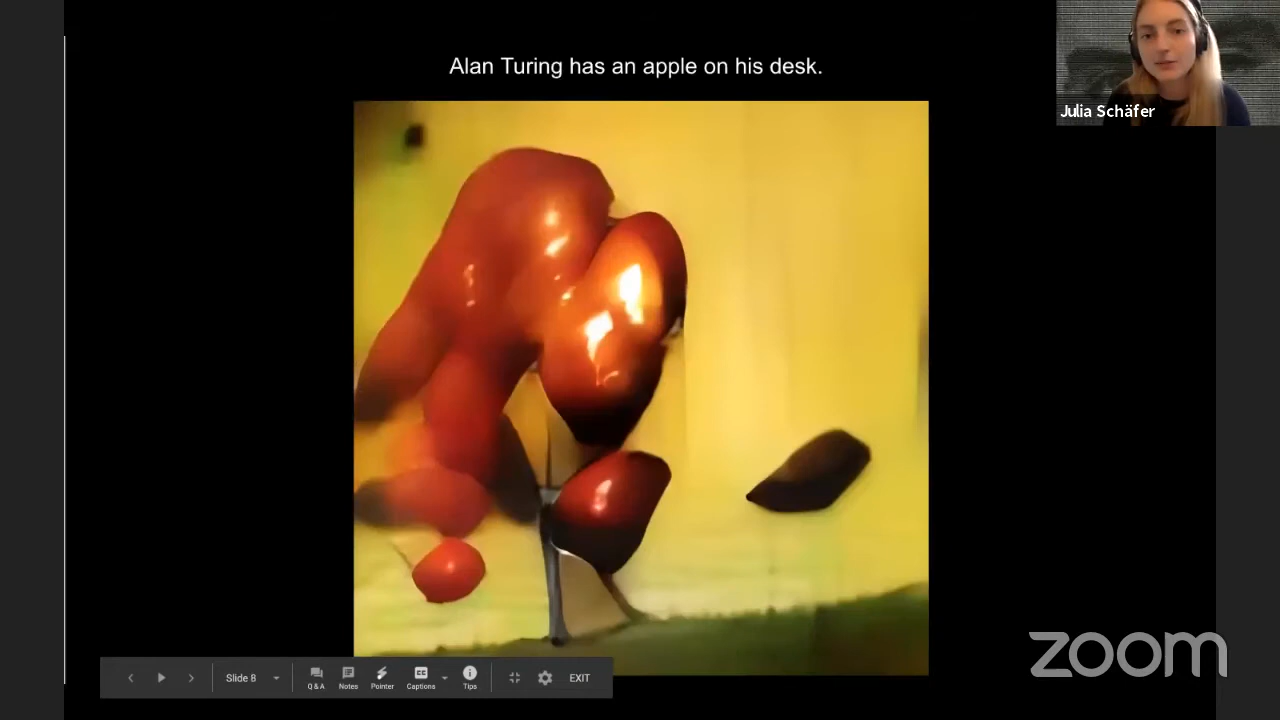 Alan Turing has an apple on his desk.
Julia Schäfer
zoom
Slide 8
Q & A
Notes
Pointer
Captions
Tips
EXIT